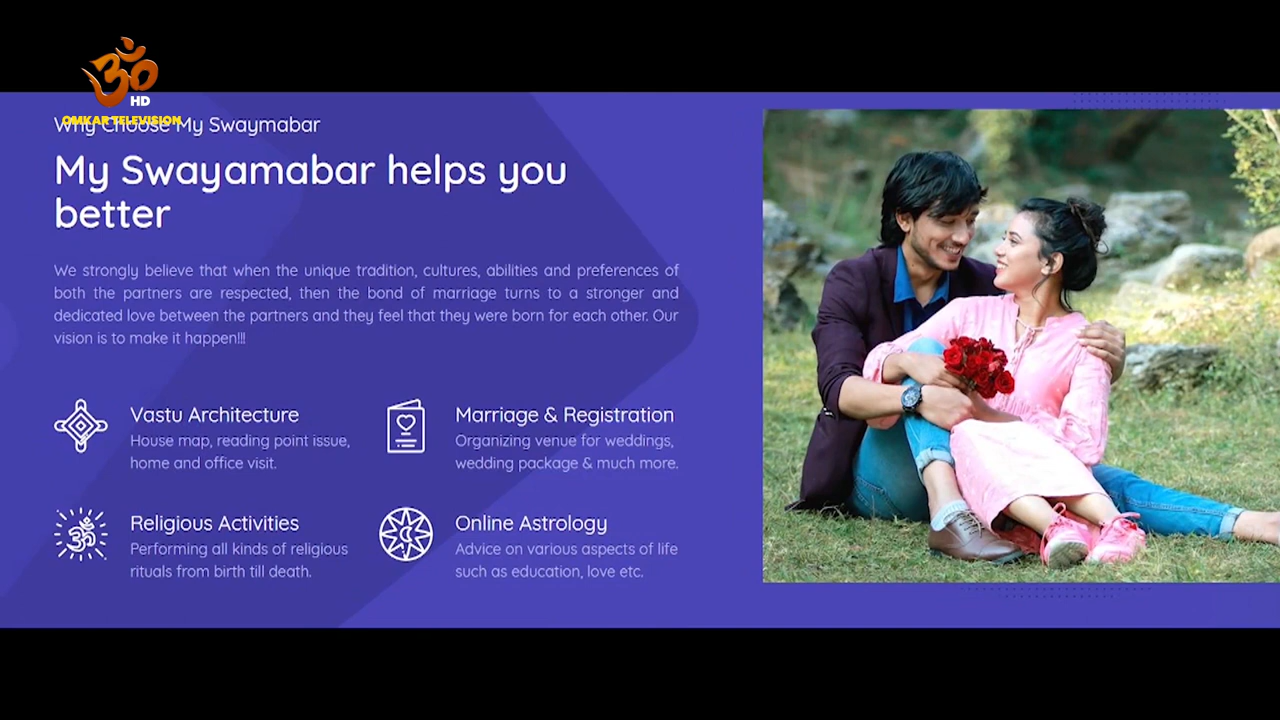 ॐ
HD
OMKAR TELEVISION
Why Choose My Swaymabar
My Swayamabar helps you
better
We strongly believe that when the unique tradition, cultures, abilities and preferences of
both the partners are respected, then the bond of marriage turns to a stronger and
dedicated love between the partners and they feel that they were born for each other. Our
vision is to make it happen!!!
Vastu Architecture
House map, reading point issue,
home and office visit.
Marriage & Registration
Organizing venue for weddings,
wedding package & much more.
ॐ
Religious Activities
Performing all kinds of religious
rituals from birth till death.
Online Astrology
Advice on various aspects of life
such as education, love etc.